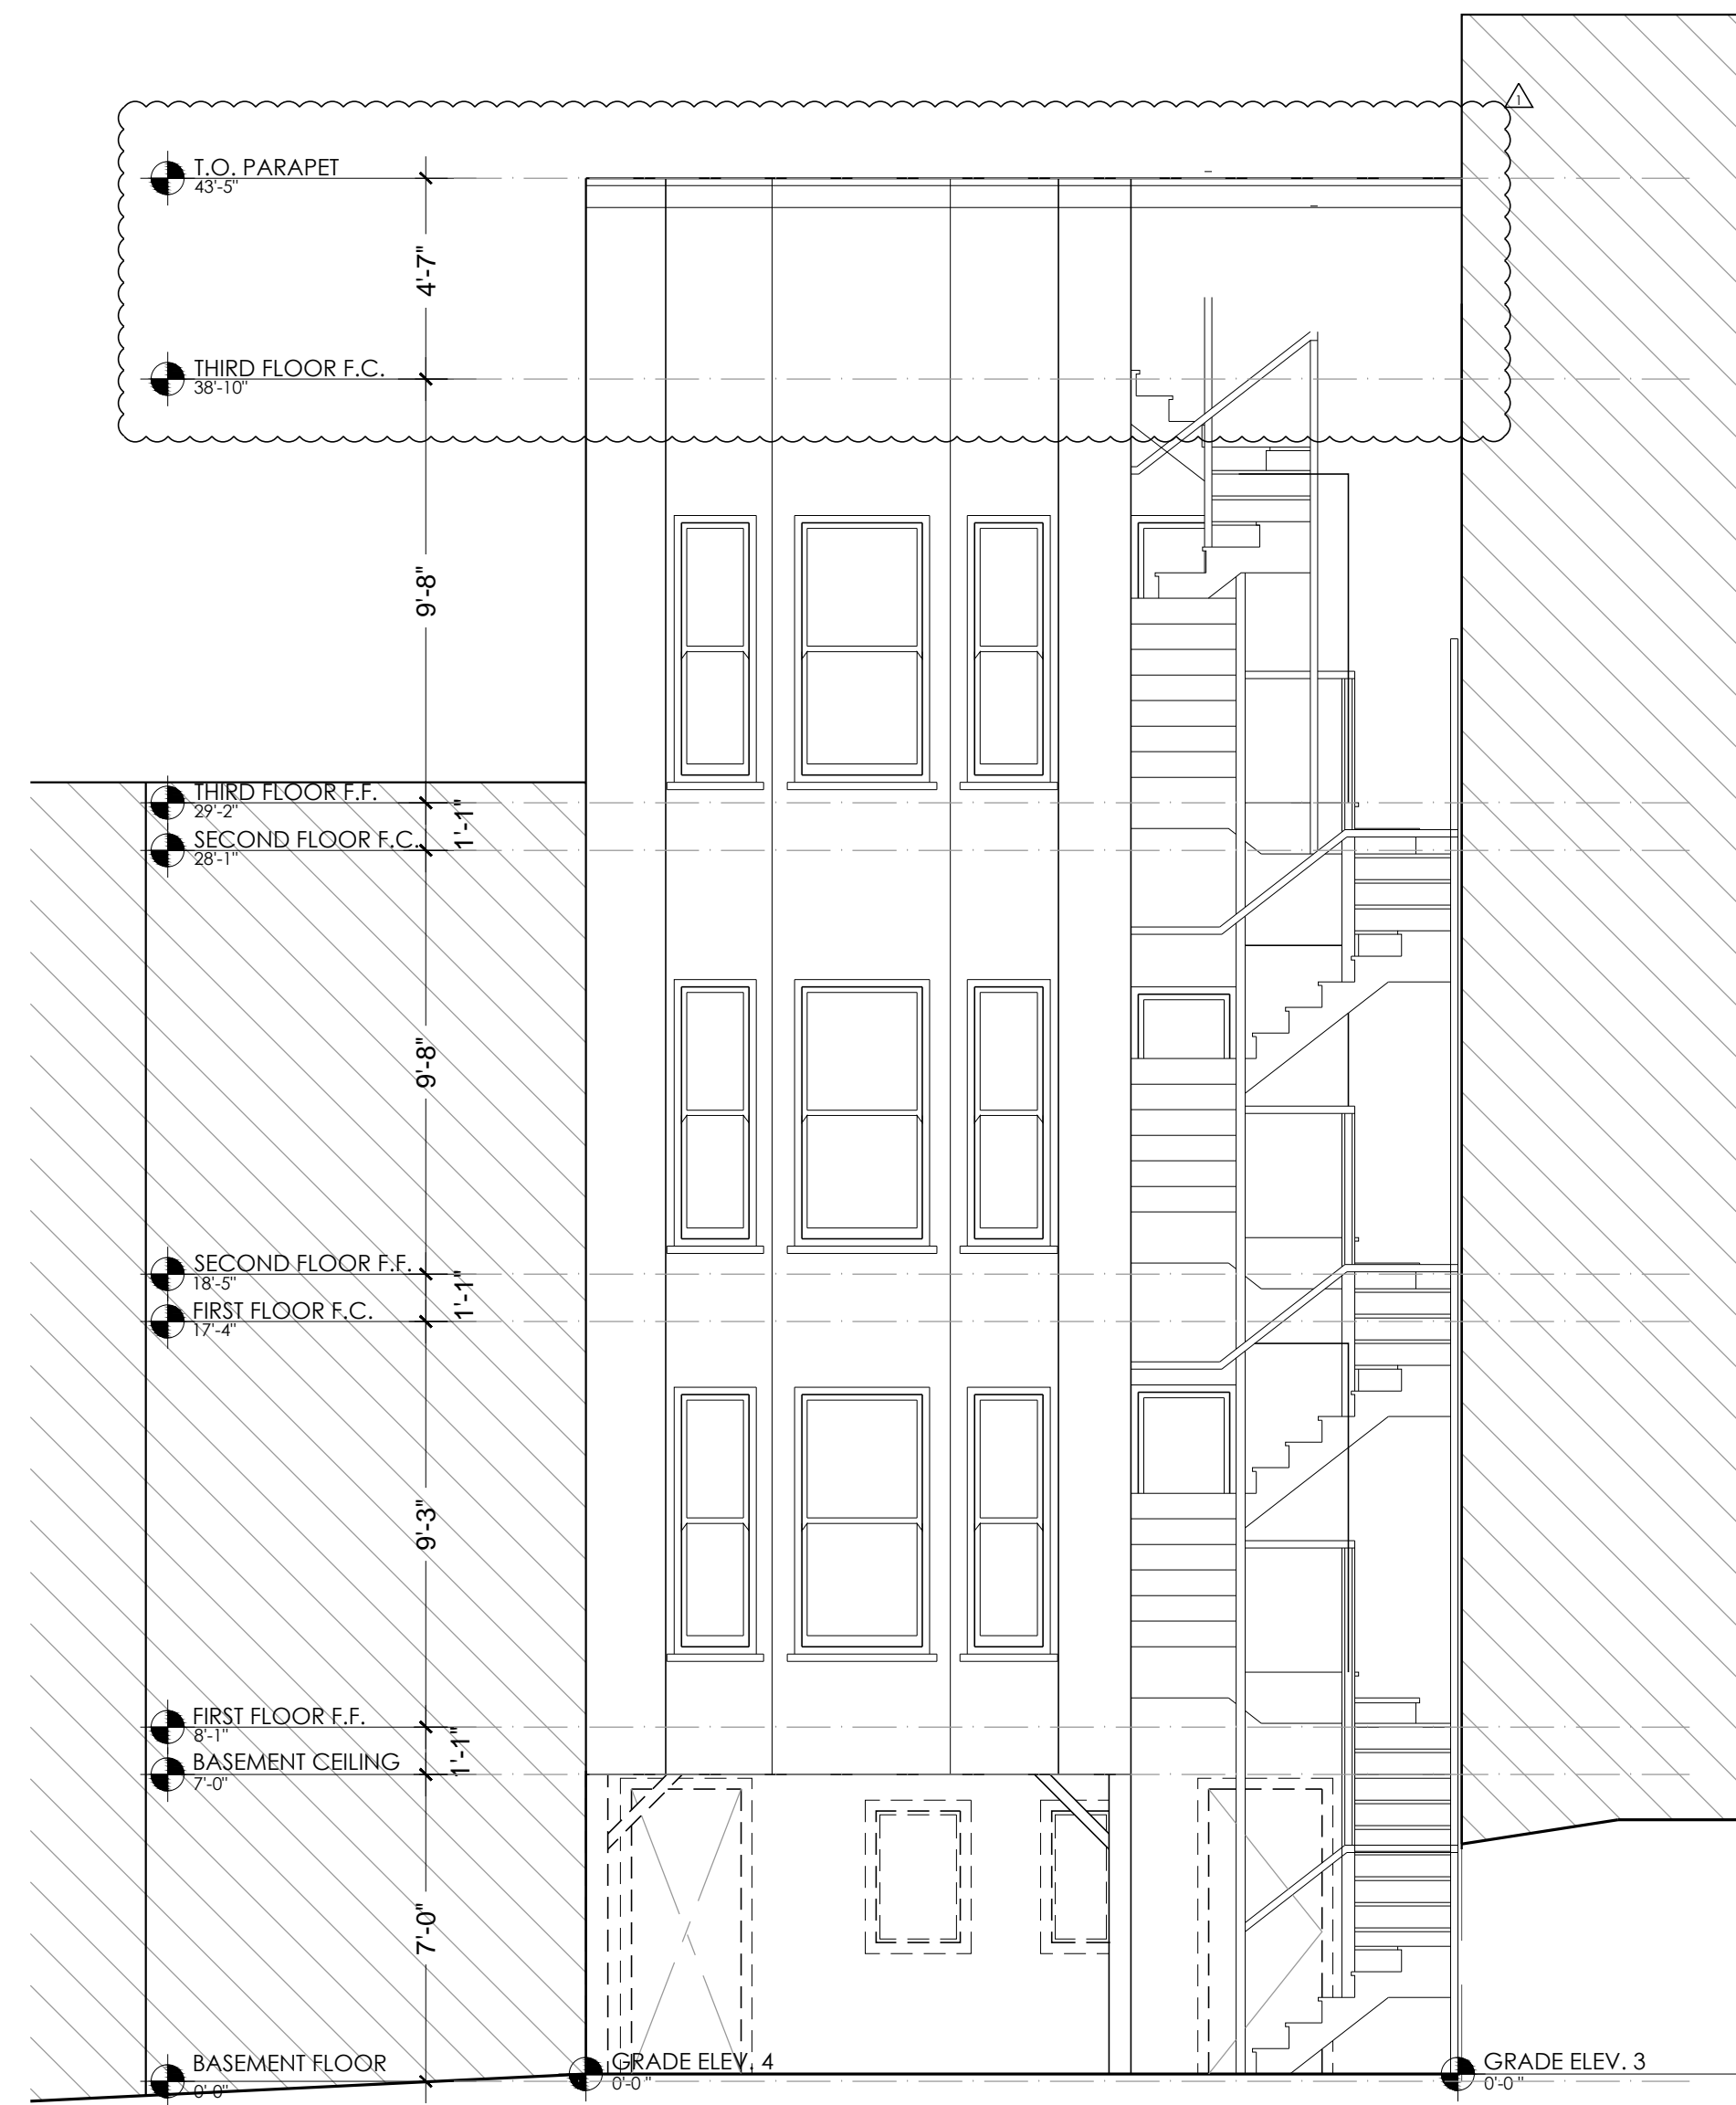 1
T.O. PARAPET
43'-5"
4'-7"
THIRD FLOOR F.C.
38'-10"
9'-8"
THIRD FLOOR F.F.
29'-2"
1'-1"
SECOND FLOOR F.C.
28'-1"
9'-8"
SECOND FLOOR F.F.
18'-5"
1'-1"
FIRST FLOOR F.C.
17'-4"
9'-3"
FIRST FLOOR F.F.
8'-1"
1'-1"
BASEMENT CEILING
7'-0"
7'-0"
BASEMENT FLOOR
0'-0"
GRADE ELEV. 4
0'-0"
GRADE ELEV. 3
0'-0"